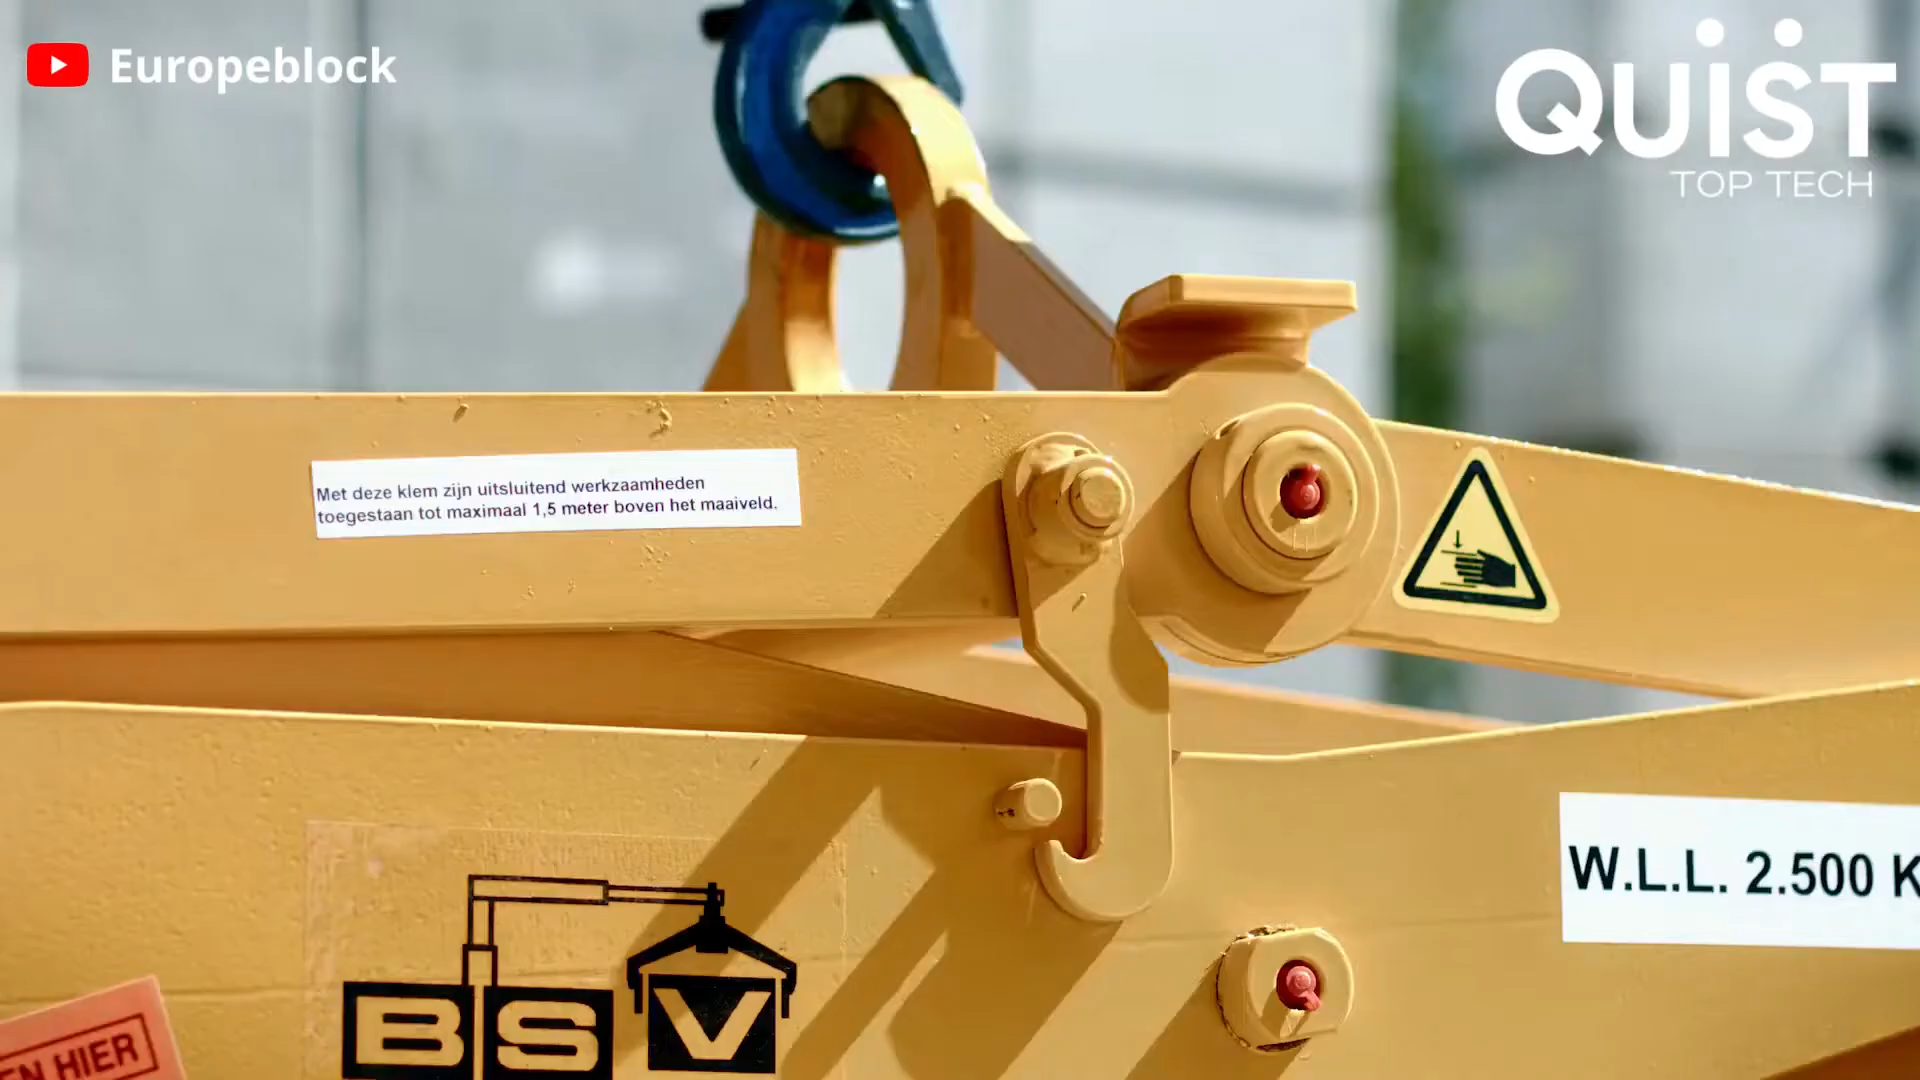 Europeblock
QUIST
TOP TECH
Met deze klem zijn uitsluitend werkzaamheden
toegestaan tot maximaal 1,5 meter boven het maaiveld.
W.L.L. 2.500 K
BSV
EN HIER